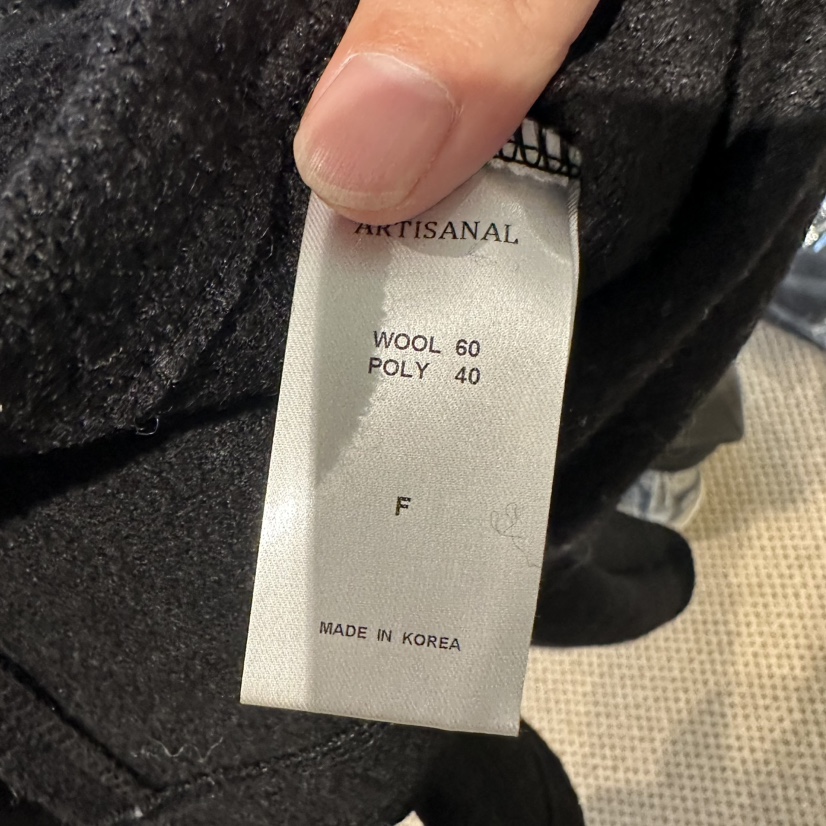 ARTISANAL
WOOL 60
POLY 40
F
MADE IN KOREA